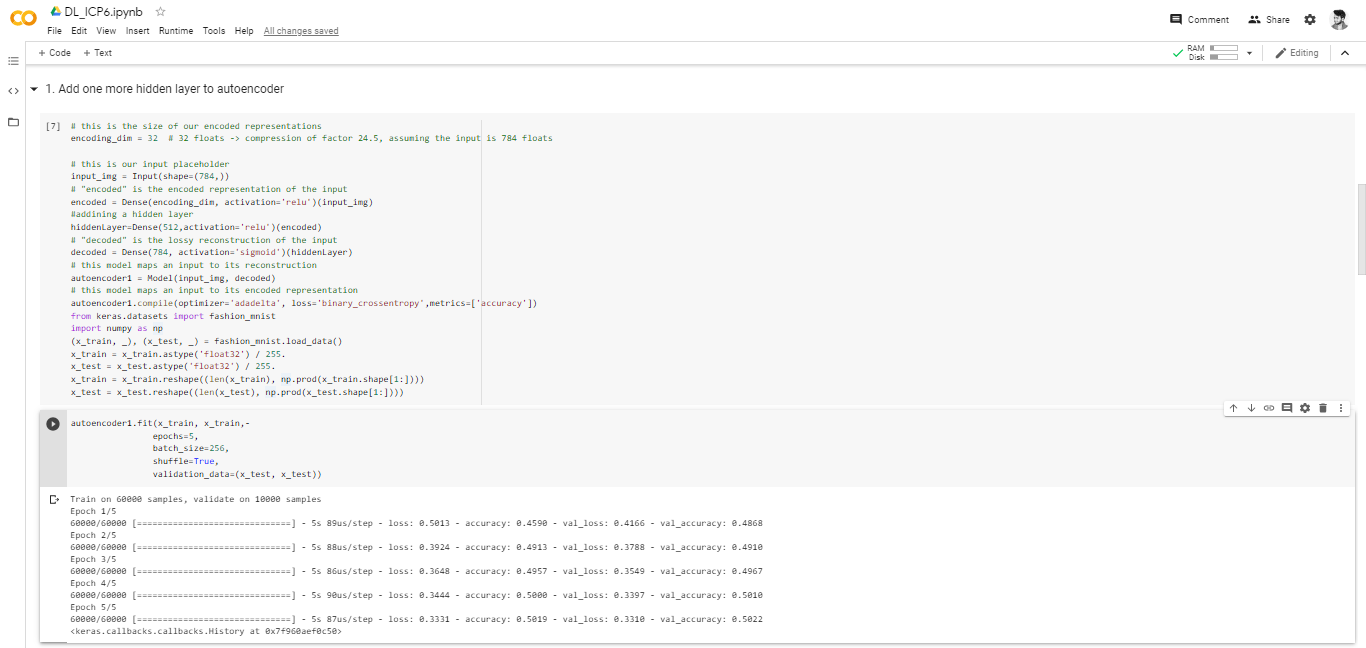 DL_ICP6.ipynb
File Edit View Insert Runtime Tools Help All changes saved
Comment Share
+ Code + Text
RAM
Disk
Editing
1. Add one more hidden layer to autoencoder
[7] # this is the size of our encoded representations
encoding_dim = 32  # 32 floats -> compression of factor 24.5, assuming the input is 784 floats
# this is our input placeholder
input_img = Input(shape=(784,))
# "encoded" is the encoded representation of the input
encoded = Dense(encoding_dim, activation='relu')(input_img)
#addining a hidden layer
hiddenLayer=Dense(512,activation='relu')(encoded)
# "decoded" is the lossy reconstruction of the input
decoded = Dense(784, activation='sigmoid')(hiddenLayer)
# this model maps an input to its reconstruction
autoencoder1 = Model(input_img, decoded)
# this model maps an input to its encoded representation
autoencoder1.compile(optimizer='adadelta', loss='binary_crossentropy',metrics=['accuracy'])
from keras.datasets import fashion_mnist
import numpy as np
(x_train, _), (x_test, _) = fashion_mnist.load_data()
x_train = x_train.astype('float32') / 255.
x_test = x_test.astype('float32') / 255.
x_train = x_train.reshape((len(x_train), np.prod(x_train.shape[1:])))
x_test = x_test.reshape((len(x_test), np.prod(x_test.shape[1:])))
autoencoder1.fit(x_train, x_train,-
epochs=5,
batch_size=256,
shuffle=True,
validation_data=(x_test, x_test))
Train on 60000 samples, validate on 10000 samples
Epoch 1/5
60000/60000 [==============================] - 5s 89us/step - loss: 0.5013 - accuracy: 0.4590 - val_loss: 0.4166 - val_accuracy: 0.4868
Epoch 2/5
60000/60000 [==============================] - 5s 88us/step - loss: 0.3924 - accuracy: 0.4913 - val_loss: 0.3788 - val_accuracy: 0.4910
Epoch 3/5
60000/60000 [==============================] - 5s 86us/step - loss: 0.3648 - accuracy: 0.4957 - val_loss: 0.3549 - val_accuracy: 0.4967
Epoch 4/5
60000/60000 [==============================] - 5s 90us/step - loss: 0.3444 - accuracy: 0.5000 - val_loss: 0.3397 - val_accuracy: 0.5010
Epoch 5/5
60000/60000 [==============================] - 5s 87us/step - loss: 0.3331 - accuracy: 0.5019 - val_loss: 0.3310 - val_accuracy: 0.5022
<keras.callbacks.callbacks.History at 0x7f960aef0c50>